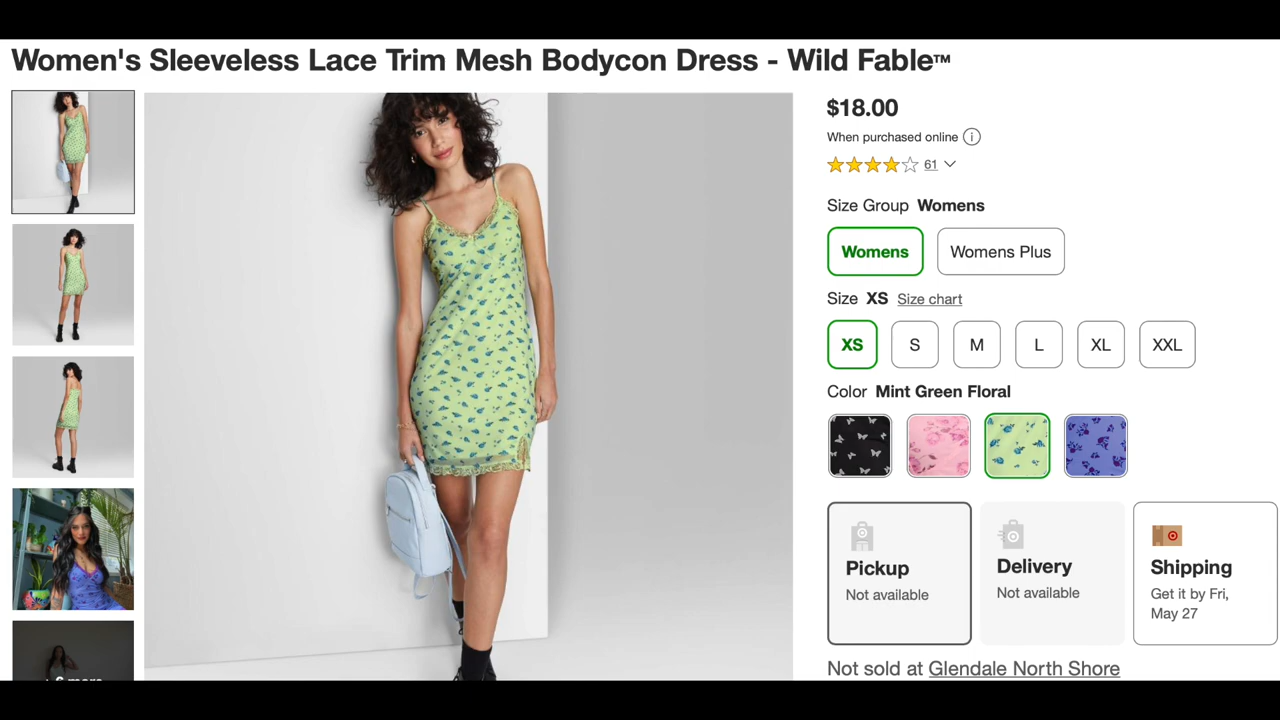 Women's Sleeveless Lace Trim Mesh Bodycon Dress - Wild Fable™
$18.00
When purchased online
61
Size Group Womens
Womens
Womens Plus
Size XS Size chart
XS
S
M
L
XL
XXL
Color Mint Green Floral
Pickup
Not available
Delivery
Not available
Shipping
Get it by Fri,
May 27
Not sold at Glendale North Shore